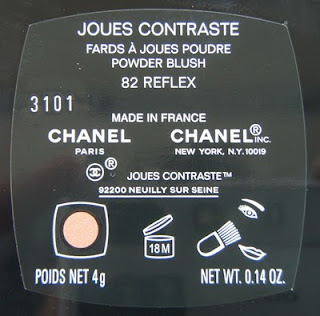 JOUES CONTRASTE
FARDS À JOUES POUDRE
POWDER BLUSH
82 REFLEX
3101
MADE IN FRANCE
CHANEL CHANEL® INC.
PARIS NEW YORK, N.Y. 10019
® JOUES CONTRASTE™
92200 NEUILLY SUR SEINE
18M
POIDS NET 4g NET WT. 0.14 OZ.